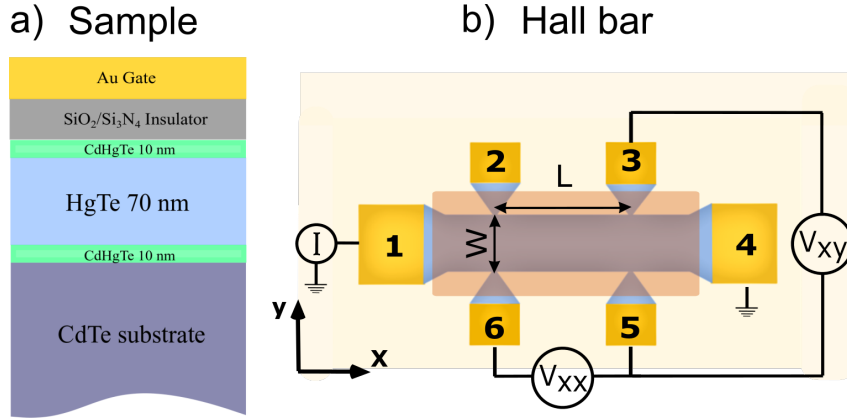 a) Sample
b) Hall bar
Au Gate
SiO₂/Si₃N₄ Insulator
CdHgTe 10 nm
HgTe 70 nm
CdHgTe 10 nm
CdTe substrate
2
3
L
I
1
W
4
Vxy
y
6
5
x
Vxx